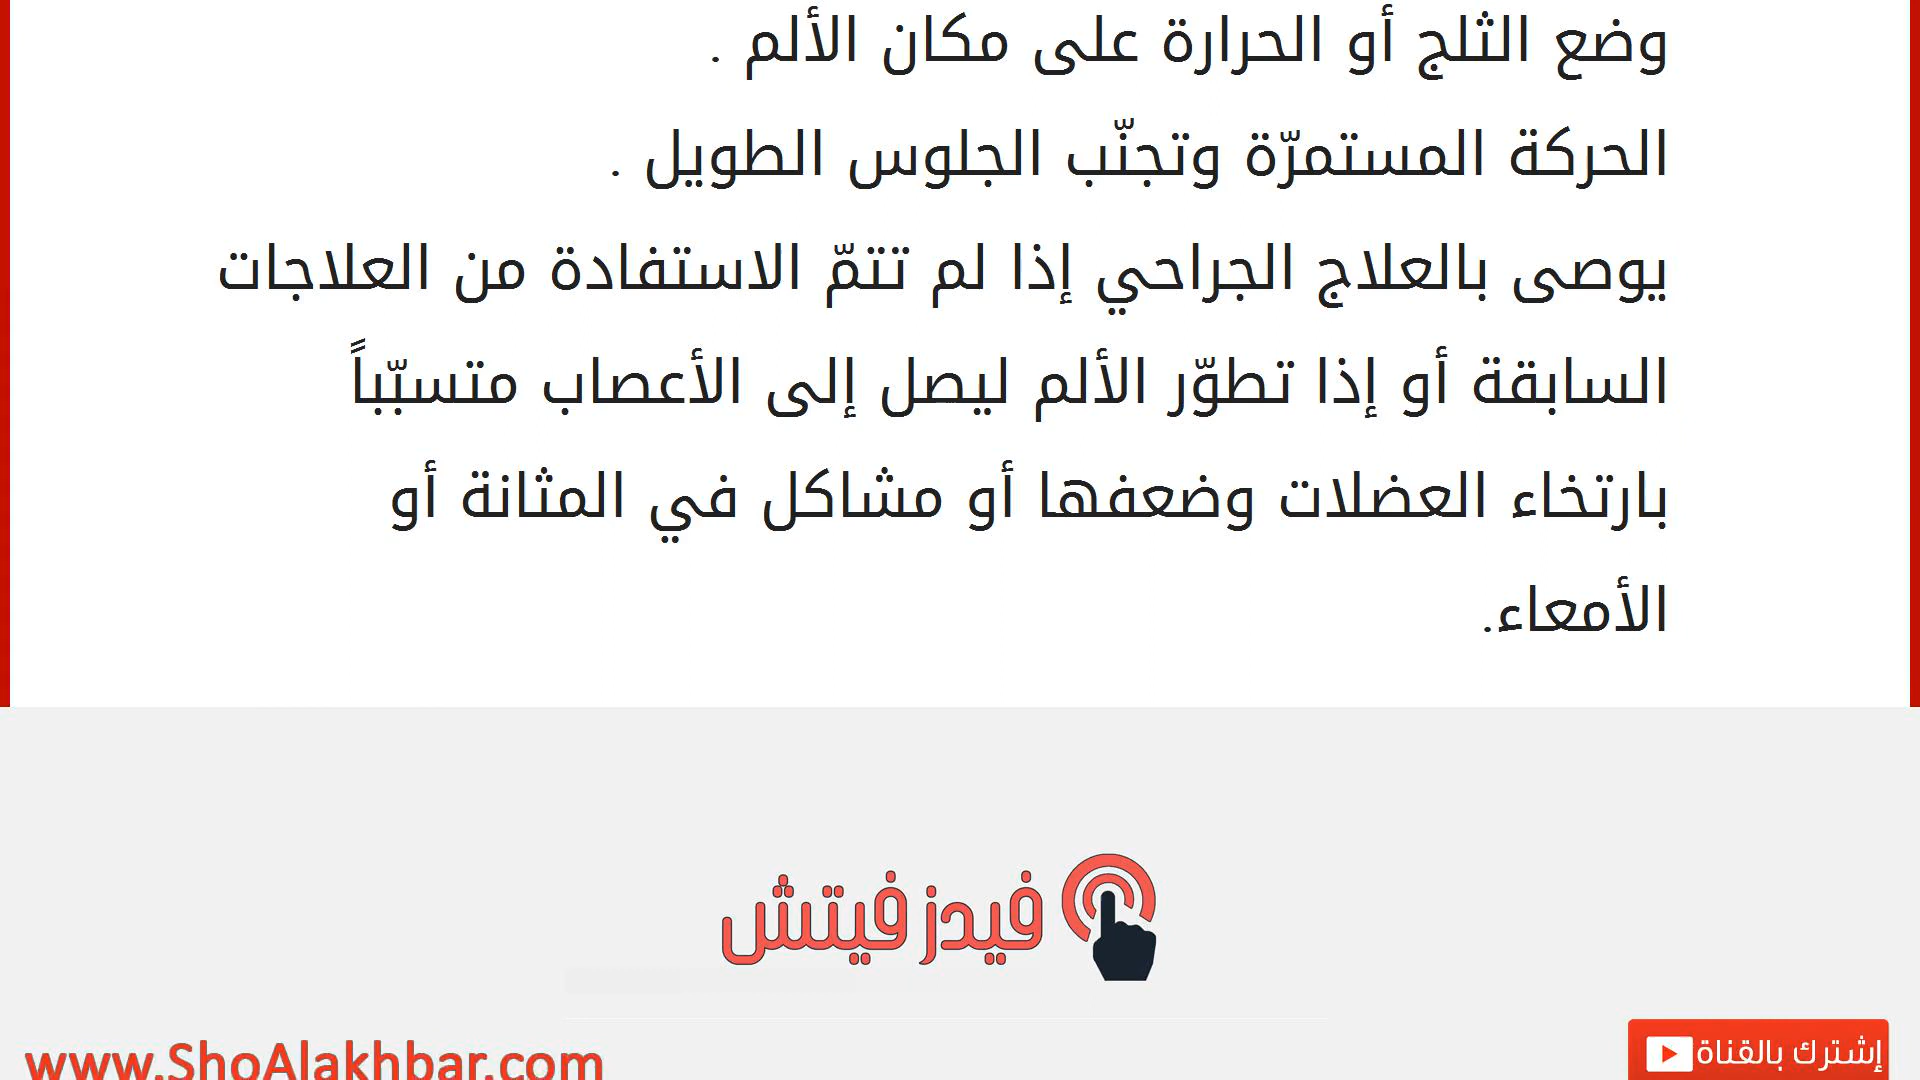 وضع الثلج أو الحرارة على مكان الألم .
الحركة المستمرّة وتجنّب الجلوس الطويل .
يوصى بالعلاج الجراحي إذا لم تتمّ الاستفادة من العلاجات
السابقة أو إذا تطوّر الألم ليصل إلى الأعصاب متسبّباً
بارتخاء العضلات وضعفها أو مشاكل في المثانة أو
الأمعاء.
فيدز فيتش
www.ShoAlakhbar.com
إشترك بالقناة